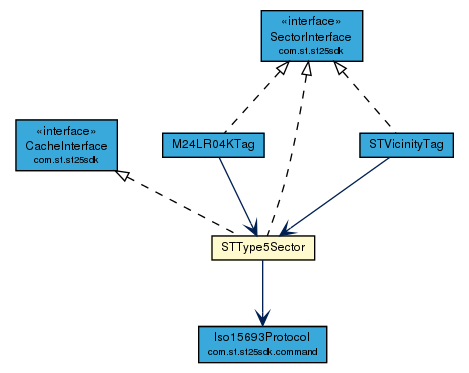 «interface»
SectorInterface
com.st.st25sdk
«interface»
CacheInterface
com.st.st25sdk
M24LR04KTag
STVicinityTag
STType5Sector
Iso15693Protocol
com.st.st25sdk.command